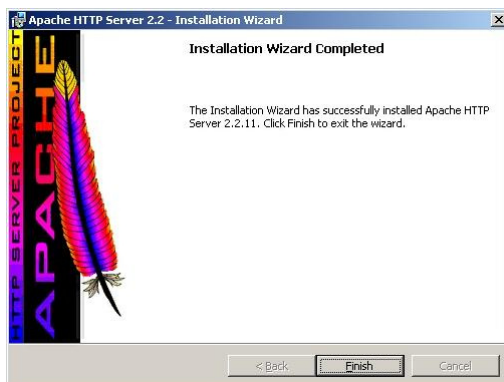 Apache HTTP Server 2.2 - Installation Wizard
HTTP SERVER PROJECT
APACHE
Installation Wizard Completed
The Installation Wizard has successfully installed Apache HTTP
Server 2.2.11. Click Finish to exit the wizard.
< Back
Finish
Cancel